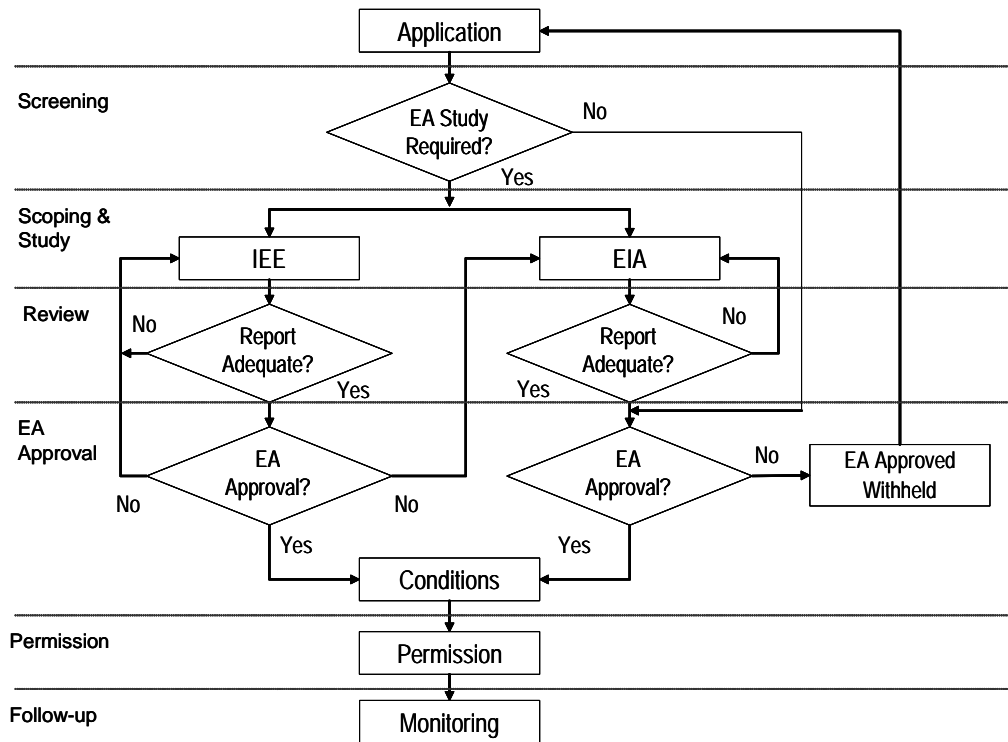 Application
Screening
EA Study
Required?
No
Yes
Scoping &
Study
IEE
EIA
Review
No
Report
Adequate?
Yes
Report
Adequate?
No
Yes
EA
Approval
EA
Approval?
No
No
Yes
EA
Approval?
No
Yes
EA Approved
Withheld
Conditions
Permission
Permission
Follow-up
Monitoring